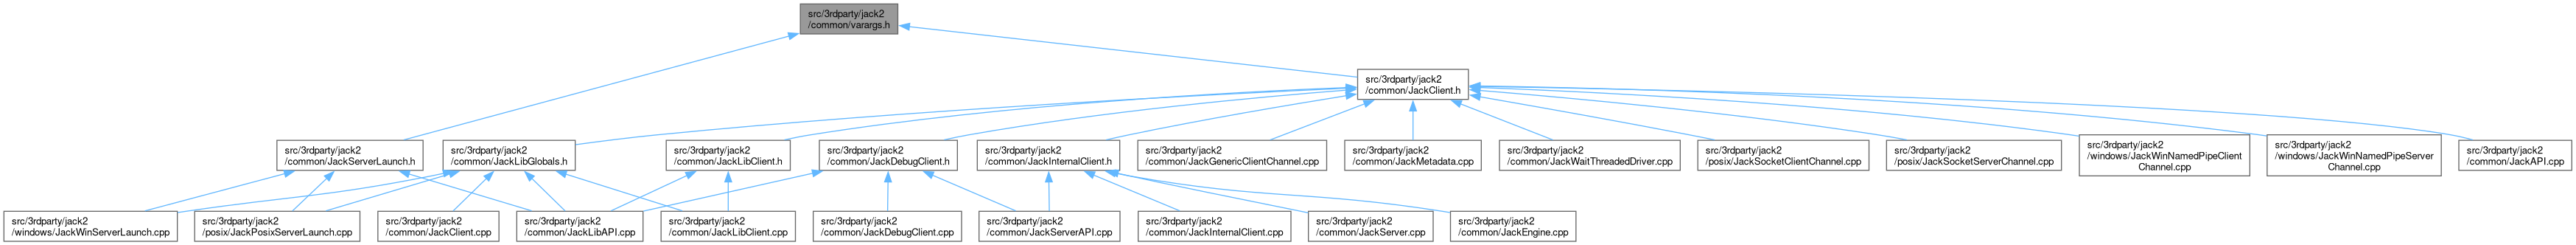 src/3rdparty/jack2
/common/varargs.h
src/3rdparty/jack2
/common/JackClient.h
src/3rdparty/jack2
/common/JackServerLaunch.h
src/3rdparty/jack2
/common/JackLibGlobals.h
src/3rdparty/jack2
/common/JackLibClient.h
src/3rdparty/jack2
/common/JackDebugClient.h
src/3rdparty/jack2
/common/JackInternalClient.h
src/3rdparty/jack2
/common/JackGenericClientChannel.cpp
src/3rdparty/jack2
/common/JackMetadata.cpp
src/3rdparty/jack2
/common/JackWaitThreadedDriver.cpp
src/3rdparty/jack2
/posix/JackSocketClientChannel.cpp
src/3rdparty/jack2
/posix/JackSocketServerChannel.cpp
src/3rdparty/jack2
/windows/JackWinNamedPipeClient
Channel.cpp
src/3rdparty/jack2
/windows/JackWinNamedPipeServer
Channel.cpp
src/3rdparty/jack2
/common/JackAPI.cpp
src/3rdparty/jack2
/windows/JackWinServerLaunch.cpp
src/3rdparty/jack2
/posix/JackPosixServerLaunch.cpp
src/3rdparty/jack2
/common/JackClient.cpp
src/3rdparty/jack2
/common/JackLibAPI.cpp
src/3rdparty/jack2
/common/JackLibClient.cpp
src/3rdparty/jack2
/common/JackDebugClient.cpp
src/3rdparty/jack2
/common/JackServerAPI.cpp
src/3rdparty/jack2
/common/JackInternalClient.cpp
src/3rdparty/jack2
/common/JackServer.cpp
src/3rdparty/jack2
/common/JackEngine.cpp